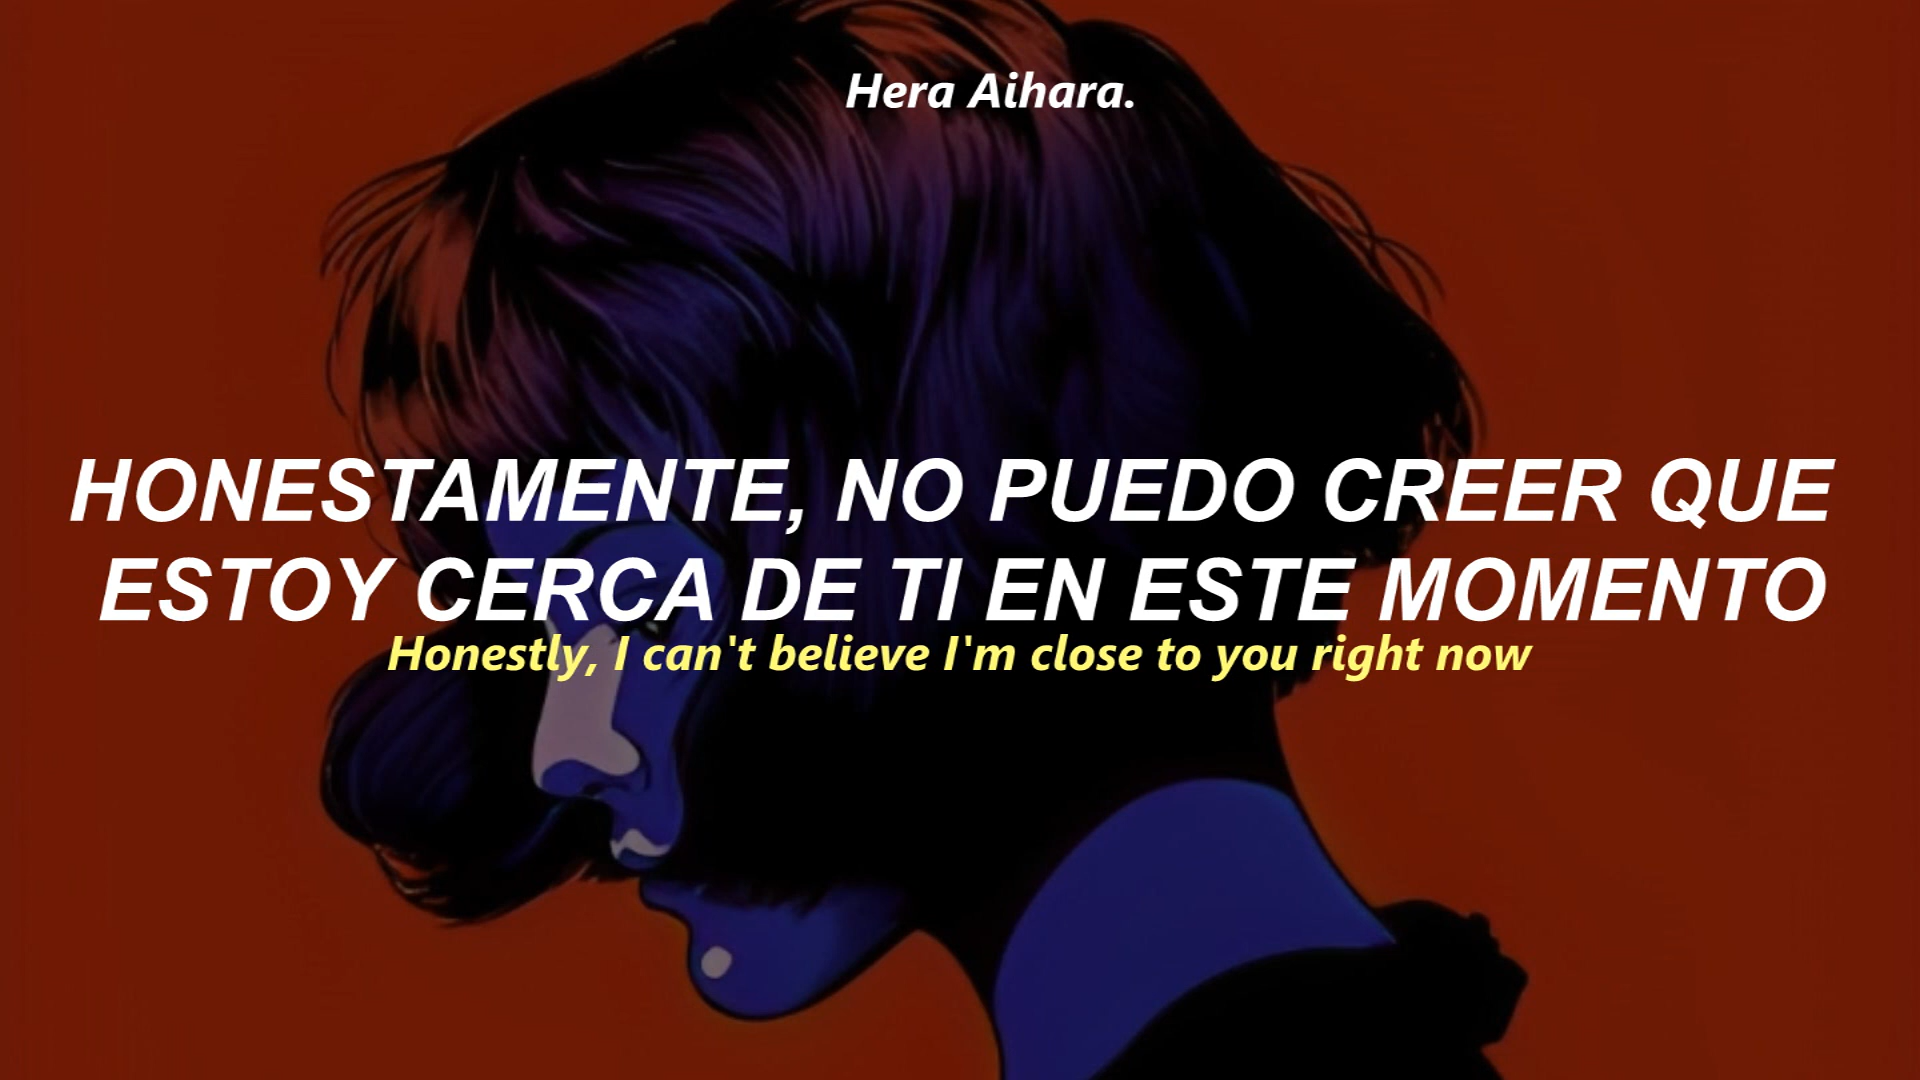 Hera Aihara.
HONESTAMENTE, NO PUEDO CREER QUE
ESTOY CERCA DE TI EN ESTE MOMENTO
Honestly, I can't believe I'm close to you right now